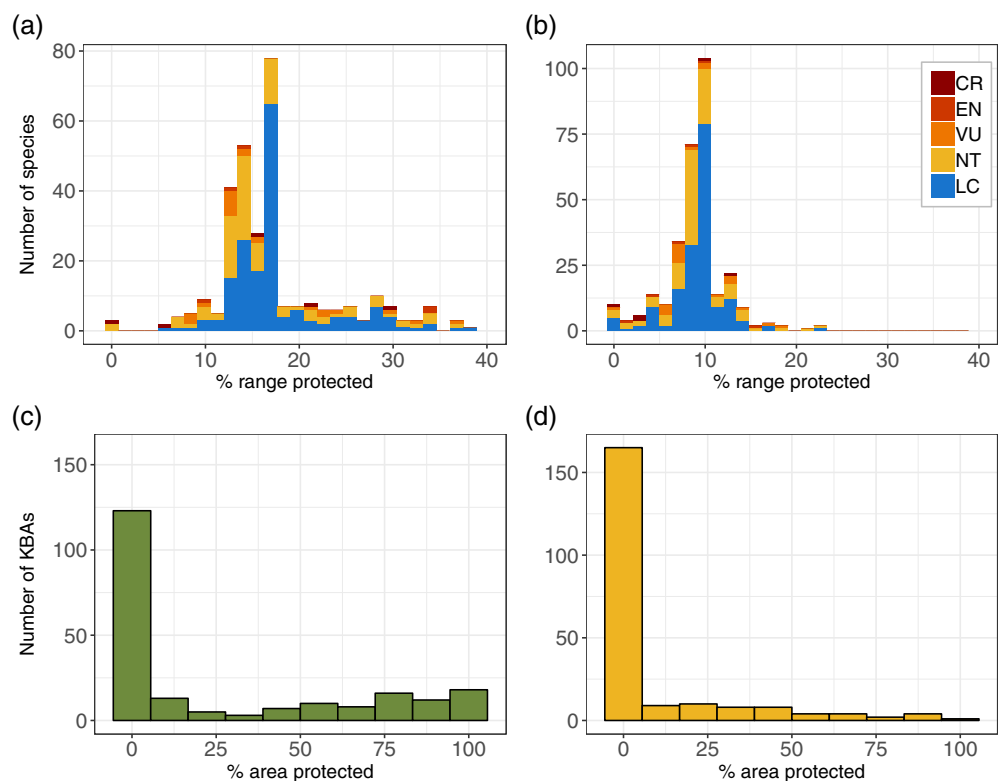 (a)
Number of species
80
60
40
20
0
0 10 20 30 40
% range protected
(b)
100
75
50
25
0
0 10 20 30 40
% range protected
CR
EN
VU
NT
LC
(c)
Number of KBAs
150
100
50
0
0 25 50 75 100
% area protected
(d)
150
100
50
0
0 25 50 75 100
% area protected